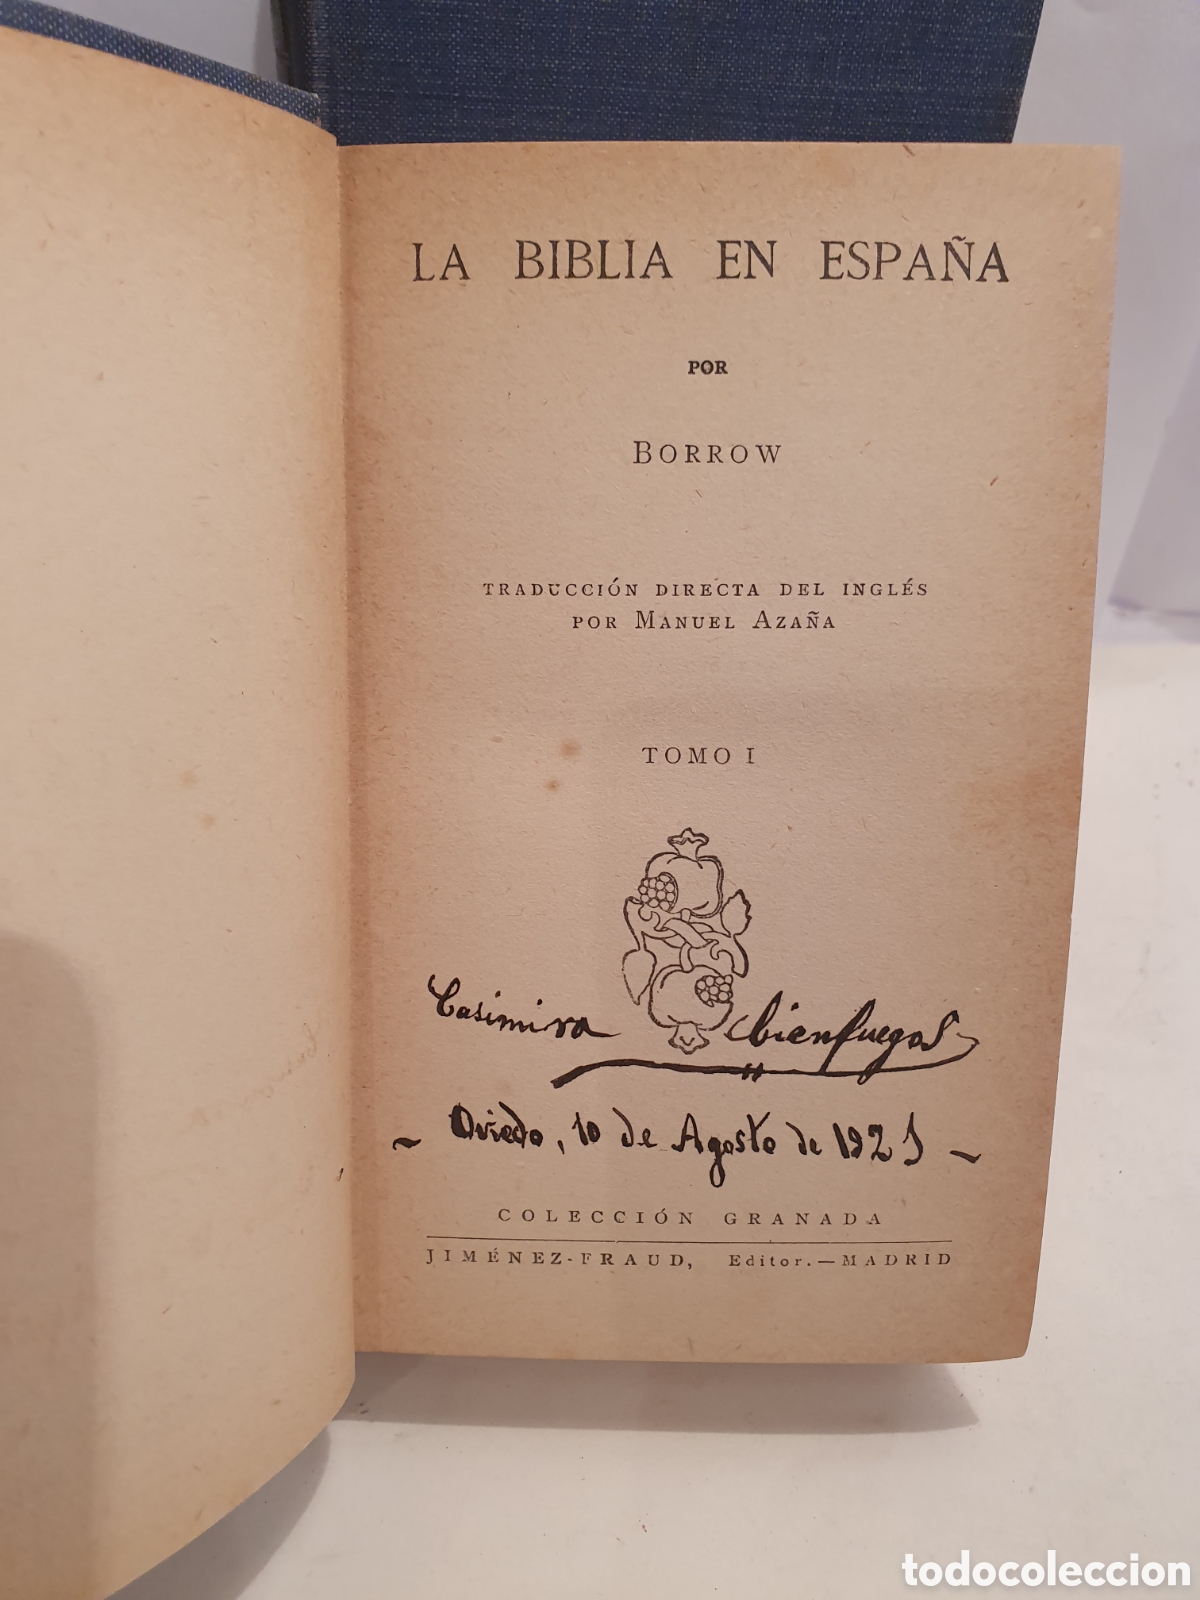 LA BIBLIA EN ESPAÑA
POR
BORROW
TRADUCCIÓN DIRECTA DEL INGLÉS
POR MANUEL AZAÑA
TOMO I
Casimira Cienfuegos
- Oviedo, 10 de Agosto de 1921 -
COLECCIÓN GRANADA
JIMÉNEZ-FRAUD, Editor.—MADRID
todocoleccion